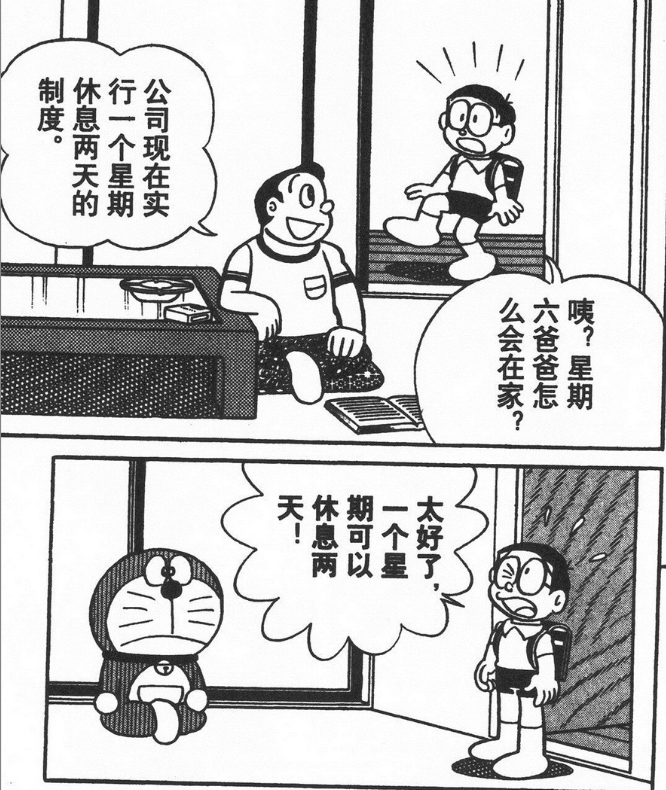 咦？星期
六爸爸怎
么会在家？
公司现在实
行一个星期
休息两天的
制度。
太好了，
一个星
期可以
休息两
天！